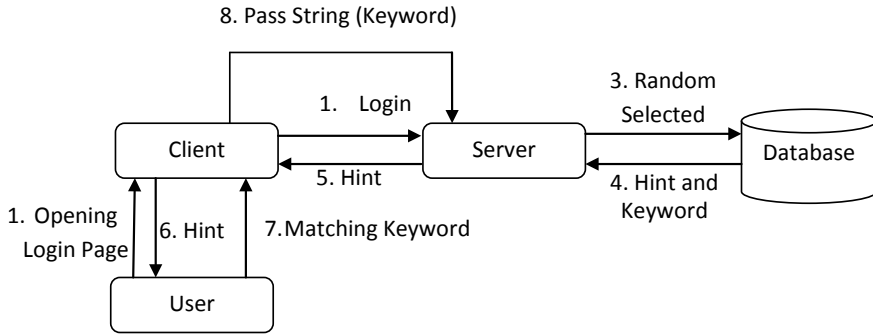 8. Pass String (Keyword)
1. Login
3. Random
Selected
Client
Server
Database
5. Hint
4. Hint and
Keyword
1. Opening
Login Page
6. Hint
7.Matching Keyword
User